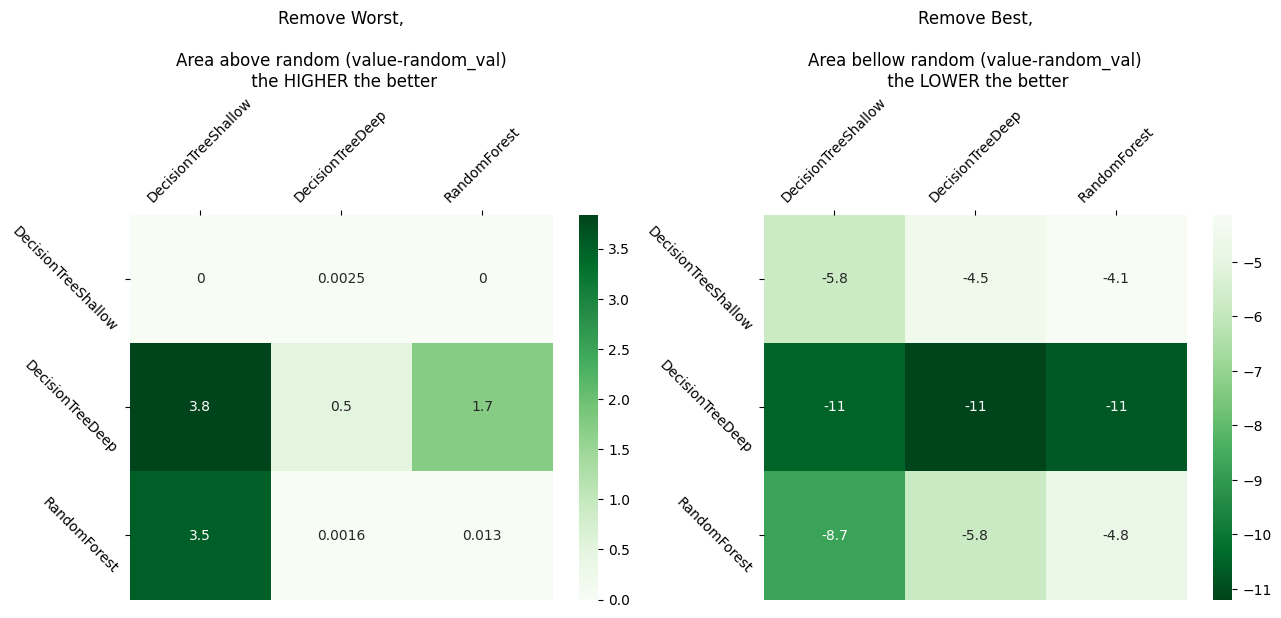 Remove Worst,
Area above random (value-random_val)
the HIGHER the better
DecisionTreeShallow
DecisionTreeDeep
RandomForest
DecisionTreeShallow
DecisionTreeDeep
RandomForest
0
0.0025
0
3.8
0.5
1.7
3.5
0.0016
0.013
3.5
3.0
2.5
2.0
1.5
1.0
0.5
0.0
Remove Best,
Area bellow random (value-random_val)
the LOWER the better
DecisionTreeShallow
DecisionTreeDeep
RandomForest
DecisionTreeShallow
DecisionTreeDeep
RandomForest
-5.8
-4.5
-4.1
-11
-11
-11
-8.7
-5.8
-4.8
−5
−6
−7
−8
−9
−10
−11